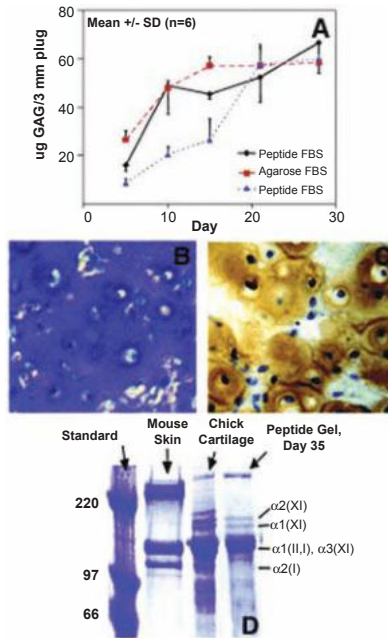 Mean +/- SD (n=6)
A
ug GAG/3 mm plug
60
40
20
Peptide FBS
Agarose FBS
Peptide FBS
0
10
20
30
Day
B
C
Standard
Mouse
Skin
Chick
Cartilage
Peptide Gel,
Day 35
220
97
66
α2(XI)
α1(XI)
α1(II,I), α3(XI)
α2(I)
D